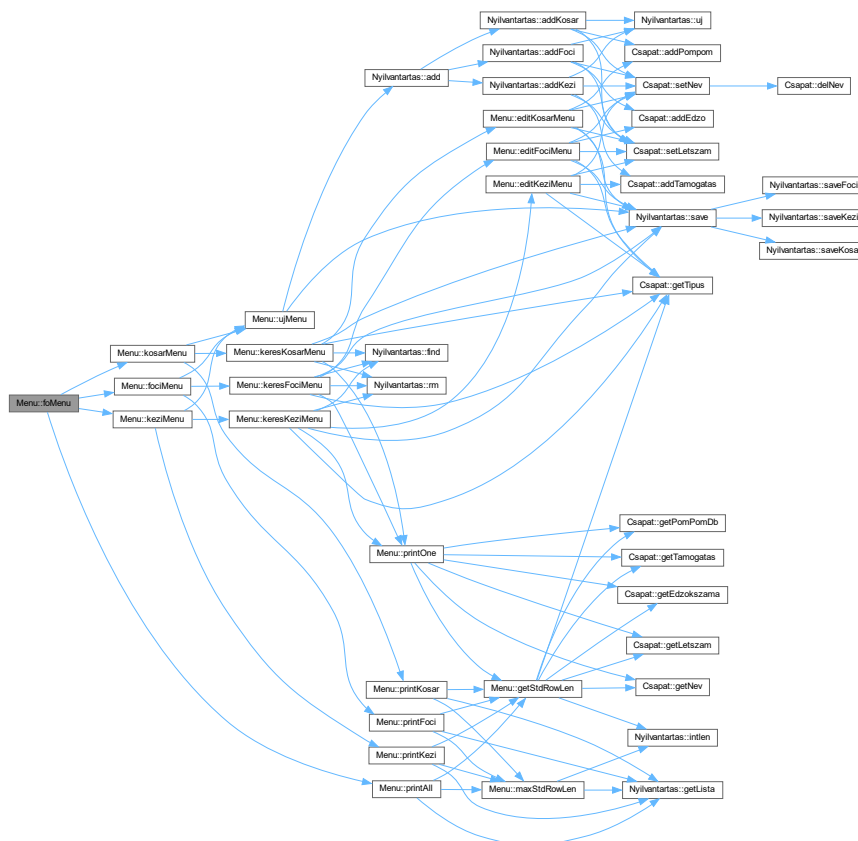 Menu::foMenu
Menu::kosarMenu
Menu::fociMenu
Menu::keziMenu
Menu::ujMenu
Menu::keresKosarMenu
Menu::keresFociMenu
Menu::keresKeziMenu
Nyilvantartas::add
Nyilvantartas::find
Nyilvantartas::rm
Menu::printOne
Menu::printKosar
Menu::printFoci
Menu::printKezi
Menu::printAll
Nyilvantartas::addKosar
Nyilvantartas::addFoci
Nyilvantartas::addKezi
Menu::editKosarMenu
Menu::editFociMenu
Menu::editKeziMenu
Menu::getStdRowLen
Menu::maxStdRowLen
Nyilvantartas::uj
Csapat::addPompom
Csapat::setNev
Csapat::addEdzo
Csapat::setLetszam
Csapat::addTamogatas
Nyilvantartas::save
Csapat::getTipus
Csapat::getPomPomDb
Csapat::getTamogatas
Csapat::getEdzokszama
Csapat::getLetszam
Csapat::getNev
Nyilvantartas::intlen
Nyilvantartas::getLista
Csapat::delNev
Nyilvantartas::saveFoci
Nyilvantartas::saveKezi
Nyilvantartas::saveKosar